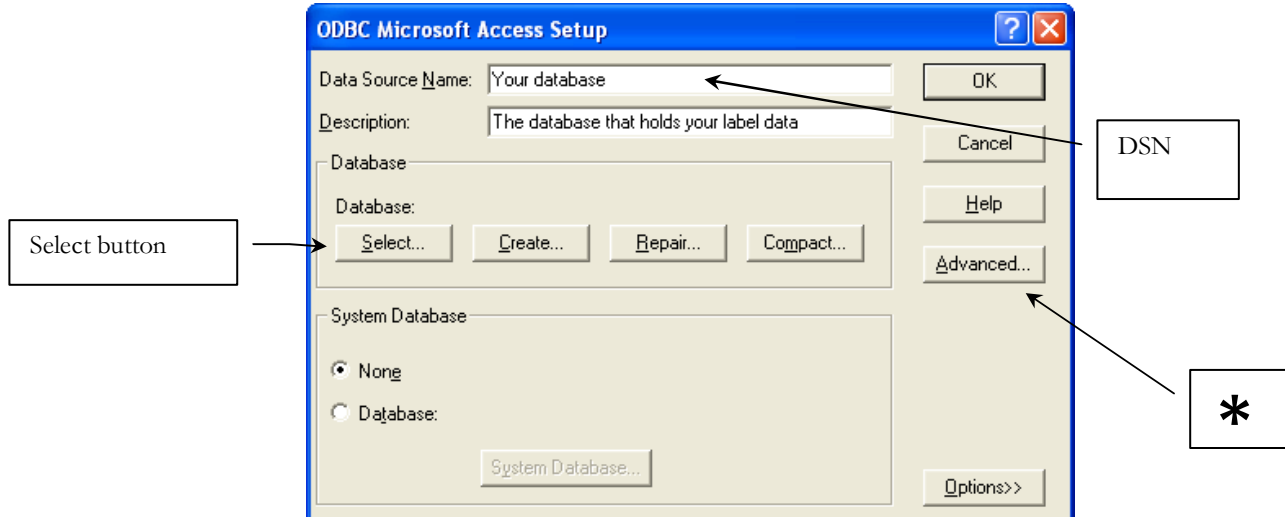 ODBC Microsoft Access Setup
Data Source Name: Your database
OK
Description: The database that holds your label data
Cancel
DSN
Database
Database:
Help
Select button
Select... Create... Repair... Compact...
Advanced...
System Database
None
Database:
*
System Database...
Options>>